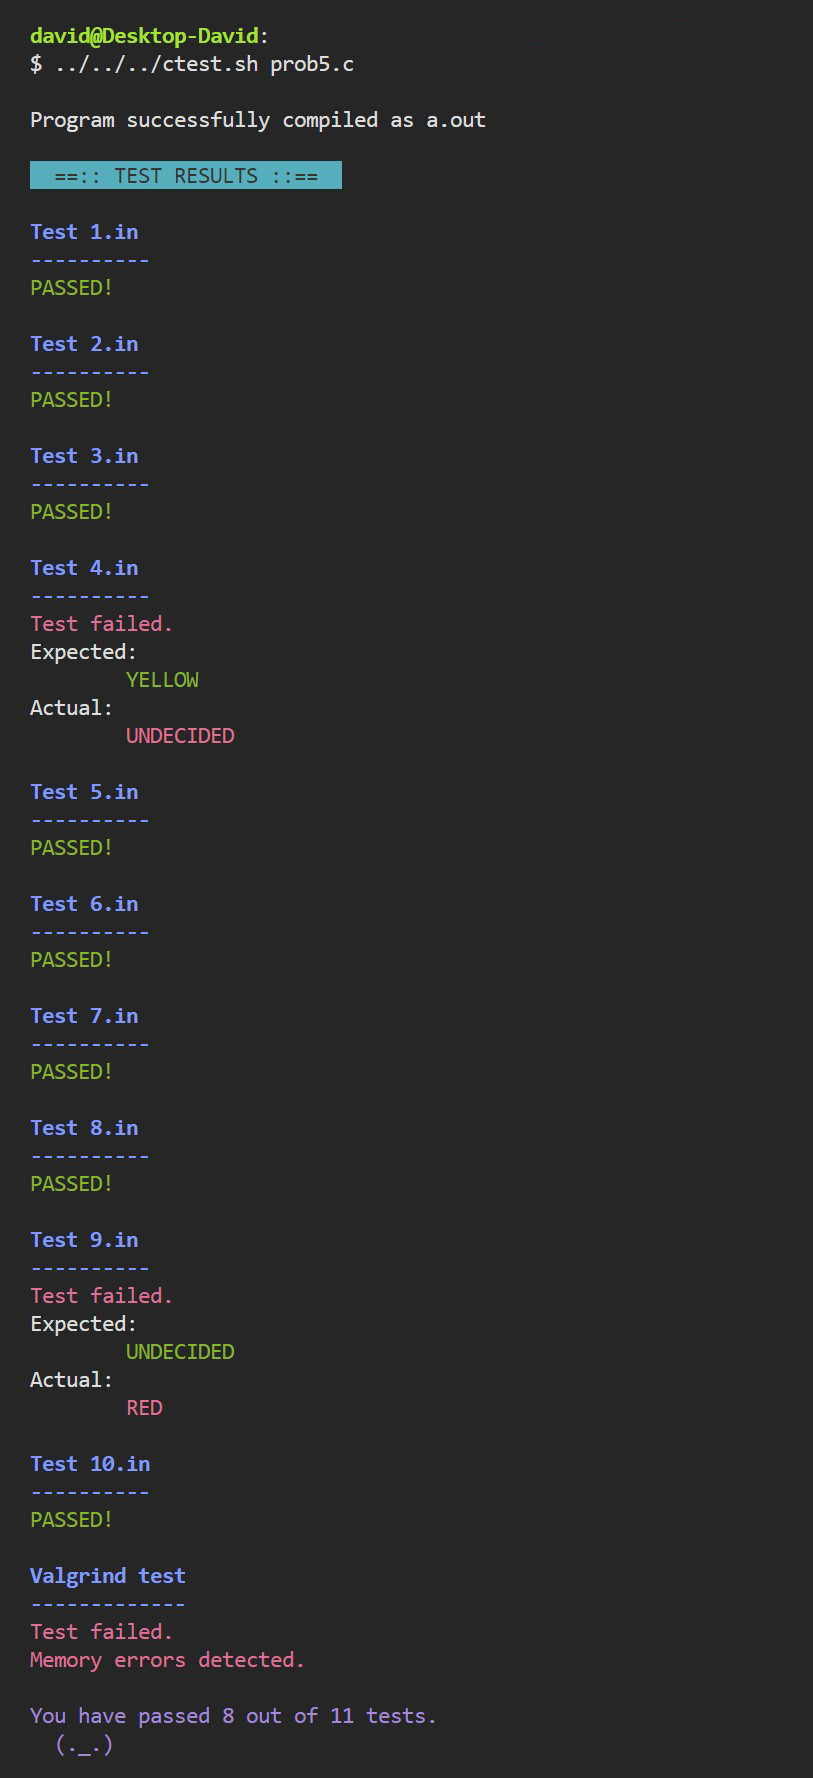 david@Desktop-David:
$ ../../../ctest.sh prob5.c
Program successfully compiled as a.out
==:: TEST RESULTS ::==
Test 1.in
----------
PASSED!
Test 2.in
----------
PASSED!
Test 3.in
----------
PASSED!
Test 4.in
----------
Test failed.
Expected:
YELLOW
Actual:
UNDECIDED
Test 5.in
----------
PASSED!
Test 6.in
----------
PASSED!
Test 7.in
----------
PASSED!
Test 8.in
----------
PASSED!
Test 9.in
----------
Test failed.
Expected:
UNDECIDED
Actual:
RED
Test 10.in
----------
PASSED!
Valgrind test
-------------
Test failed.
Memory errors detected.
You have passed 8 out of 11 tests.
(._.)